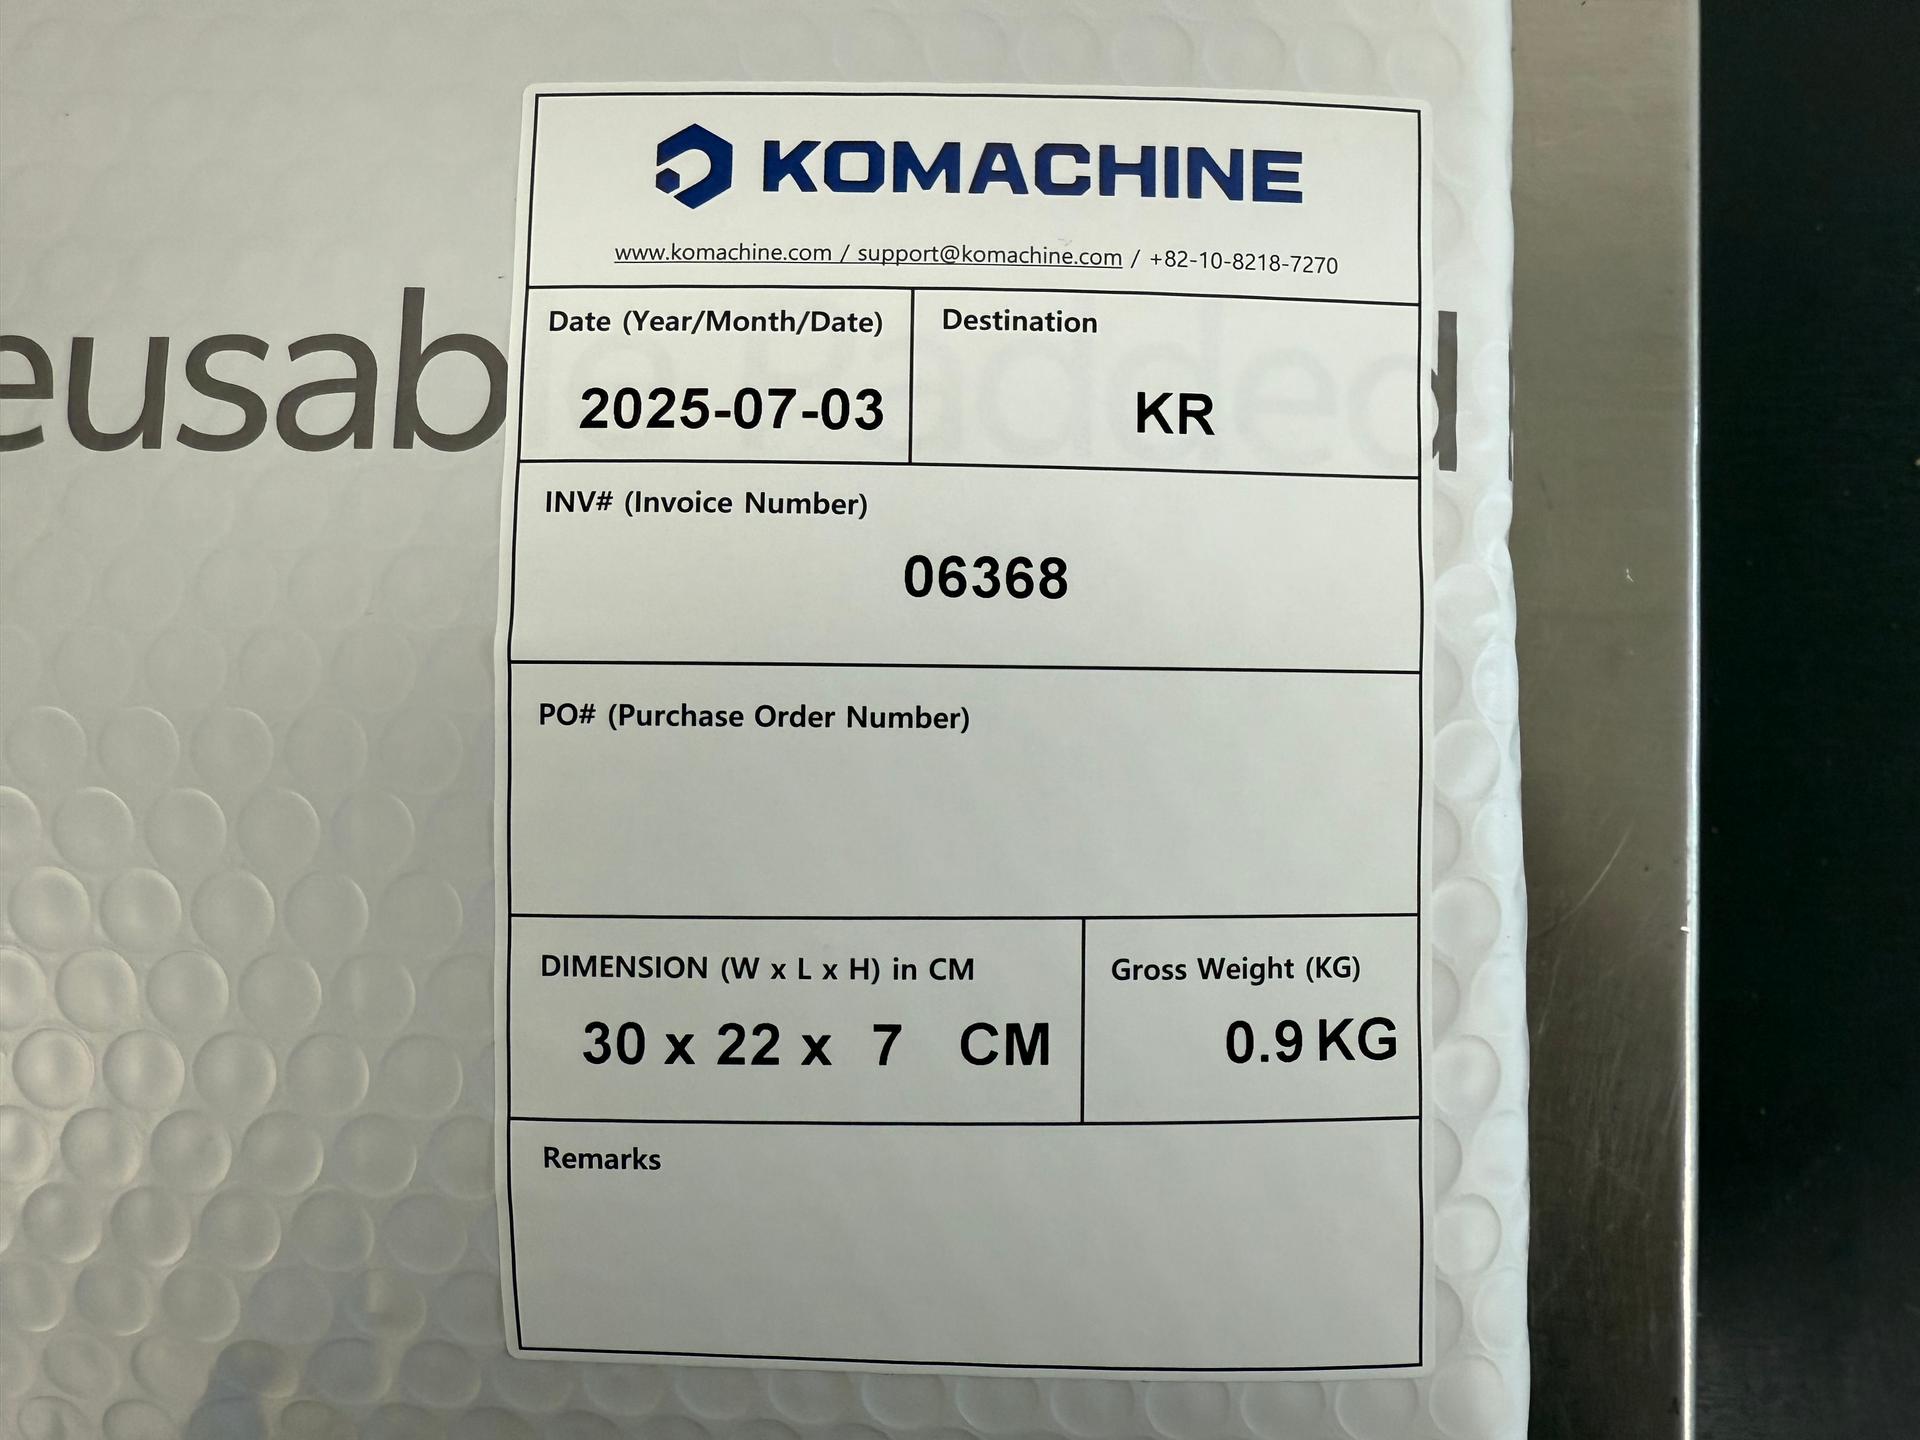 KOMACHINE
www.komachine.com / support@komachine.com / +82-10-8218-7270
eusable Padded
Date (Year/Month/Date)
2025-07-03
Destination
KR
INV# (Invoice Number)
06368
PO# (Purchase Order Number)
DIMENSION (W x L x H) in CM
30 x 22 x 7 CM
Gross Weight (KG)
0.9 KG
Remarks